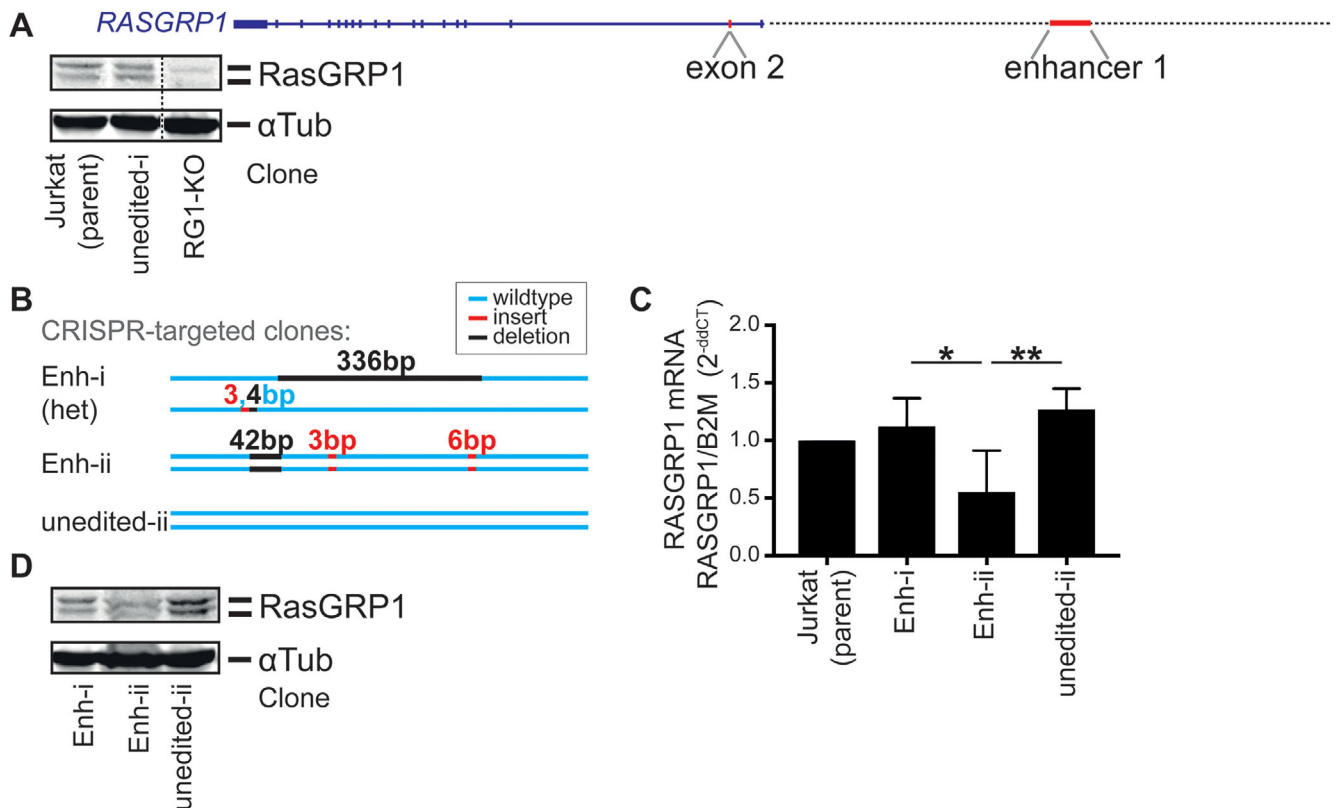 A
RASGRP1
exon 2
enhancer 1
RasGRP1
αTub
Jurkat
(parent)
unedited-i
RG1-KO
Clone
B
CRISPR-targeted clones:
wildtype
insert
deletion
Enh-i
(het)
336bp
3,4bp
Enh-ii
42bp
3bp
6bp
unedited-ii
C
RASGRP1 mRNA
RASGRP1/B2M (2^-ddCT)
2.0
1.5
1.0
0.5
0.0
*
**
Jurkat
(parent)
Enh-i
Enh-ii
unedited-ii
D
RasGRP1
αTub
Clone
Enh-i
Enh-ii
unedited-ii